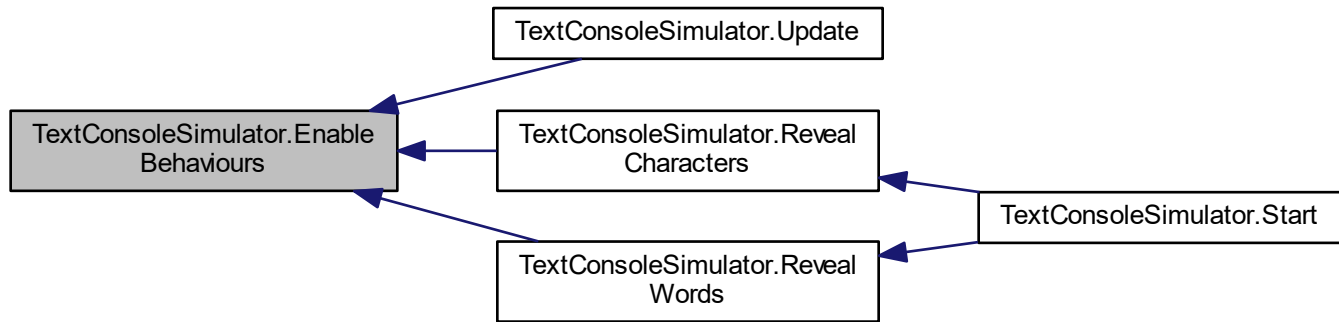 TextConsoleSimulator.Update
TextConsoleSimulator.Enable
Behaviours
TextConsoleSimulator.Reveal
Characters
TextConsoleSimulator.Start
TextConsoleSimulator.Reveal
Words